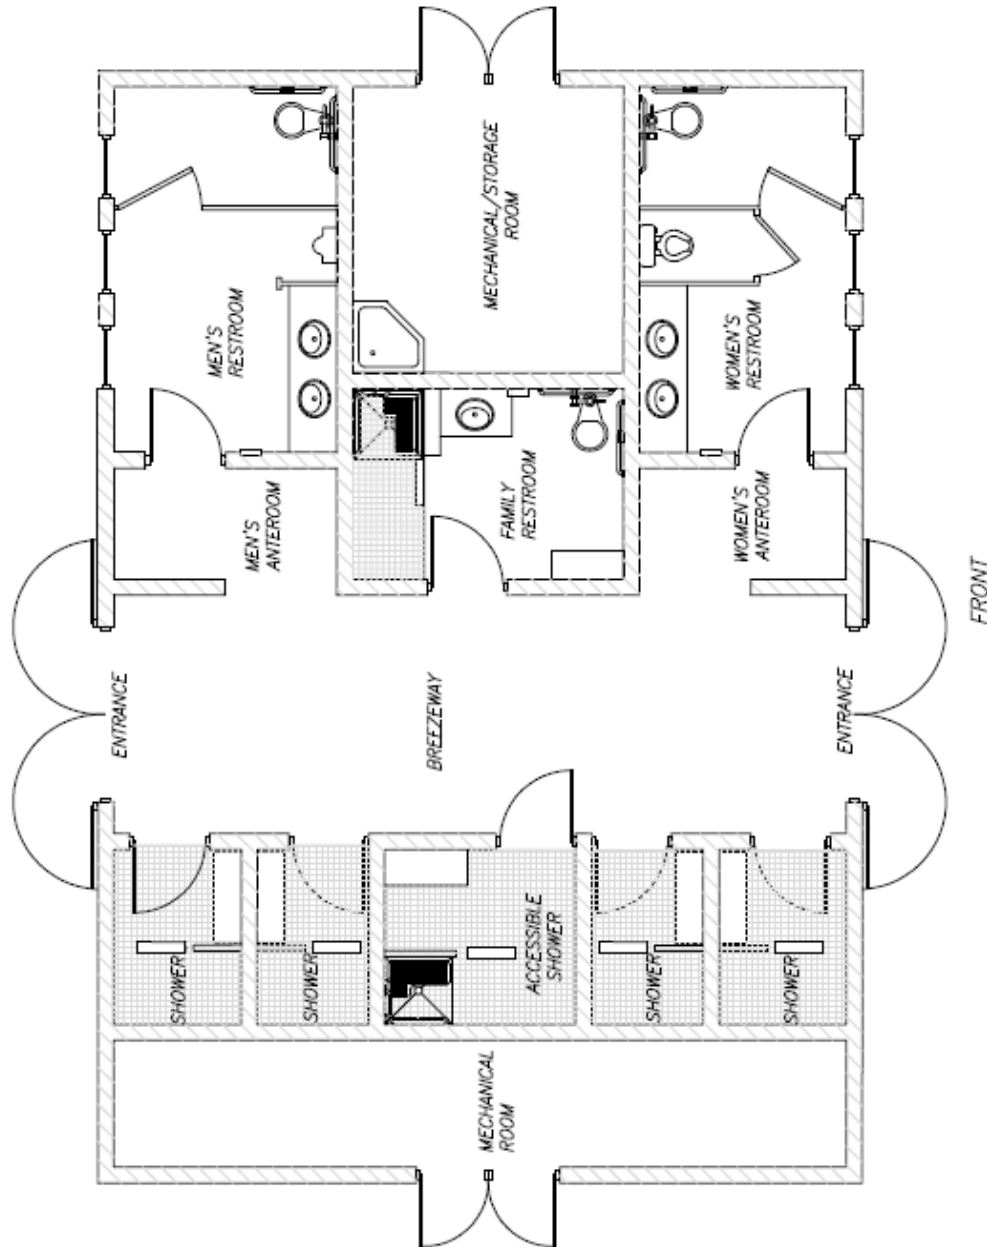 MECHANICAL/STORAGE
ROOM
MEN'S
RESTROOM
WOMEN'S
RESTROOM
MEN'S
ANTEROOM
FAMILY
RESTROOM
WOMEN'S
ANTEROOM
FRONT
ENTRANCE
BREEZEWAY
ENTRANCE
SHOWER
SHOWER
ACCESSIBLE
SHOWER
SHOWER
SHOWER
MECHANICAL
ROOM